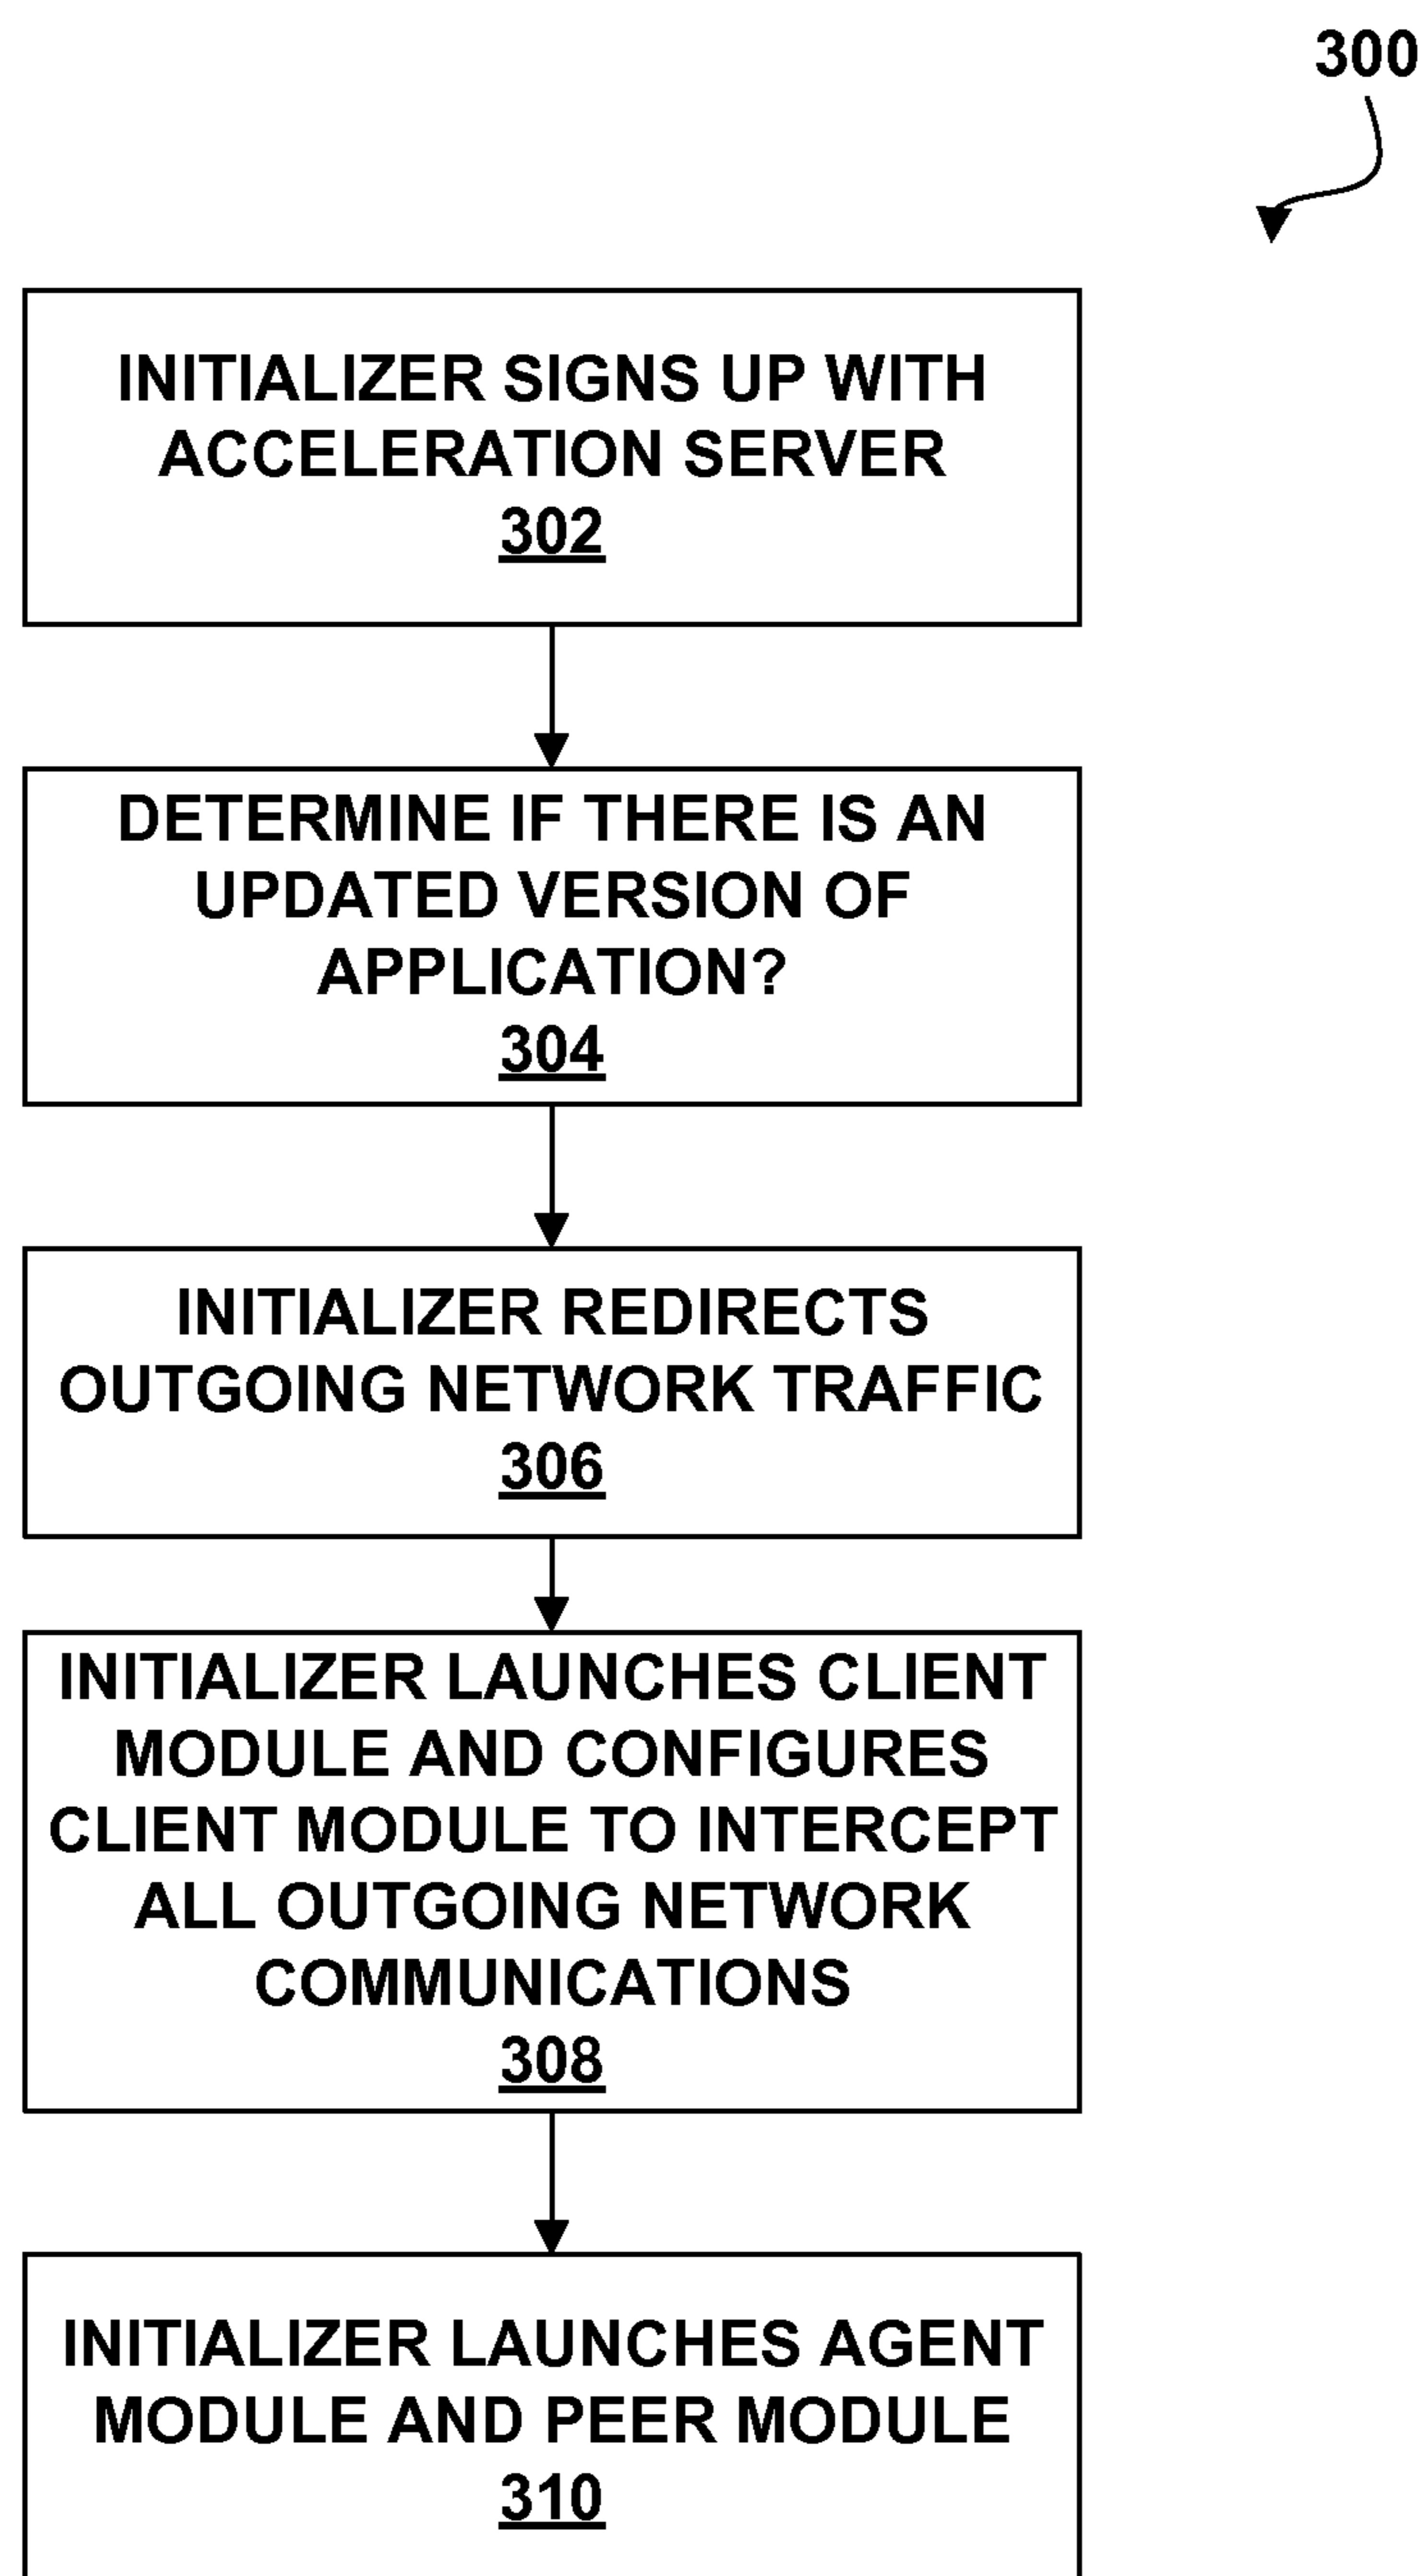 300
INITIALIZER SIGNS UP WITH
ACCELERATION SERVER
302
DETERMINE IF THERE IS AN
UPDATED VERSION OF
APPLICATION?
304
INITIALIZER REDIRECTS
OUTGOING NETWORK TRAFFIC
306
INITIALIZER LAUNCHES CLIENT
MODULE AND CONFIGURES
CLIENT MODULE TO INTERCEPT
ALL OUTGOING NETWORK
COMMUNICATIONS
308
INITIALIZER LAUNCHES AGENT
MODULE AND PEER MODULE
310